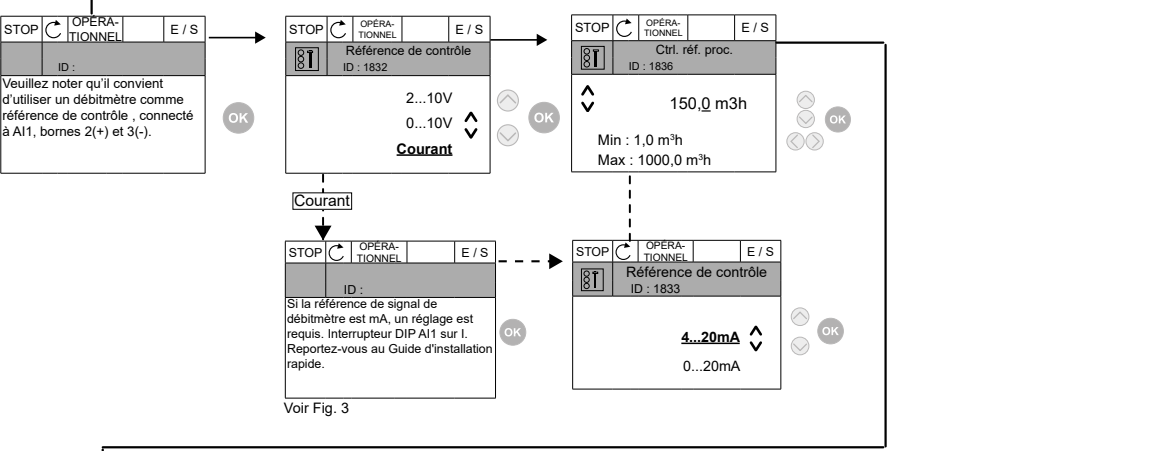 STOP OPÉRA-TIONNEL E / S
ID :
Veuillez noter qu'il convient
d'utiliser un débitmètre comme
référence de contrôle , connecté
à AI1, bornes 2(+) et 3(-).
OK
STOP OPÉRA-TIONNEL E / S
Référence de contrôle
ID : 1832
2...10V
0...10V
Courant
OK
STOP OPÉRA-TIONNEL E / S
Ctrl. réf. proc.
ID : 1836
150,0 m3h
Min : 1,0 m³h
Max : 1000,0 m³h
OK
Courant
STOP OPÉRA-TIONNEL E / S
ID :
Si la référence de signal de
débitmètre est mA, un réglage est
requis. Interrupteur DIP AI1 sur I.
Reportez-vous au Guide d'installation
rapide.
OK
Voir Fig. 3
STOP OPÉRA-TIONNEL E / S
Référence de contrôle
ID : 1833
4...20mA
0...20mA
OK